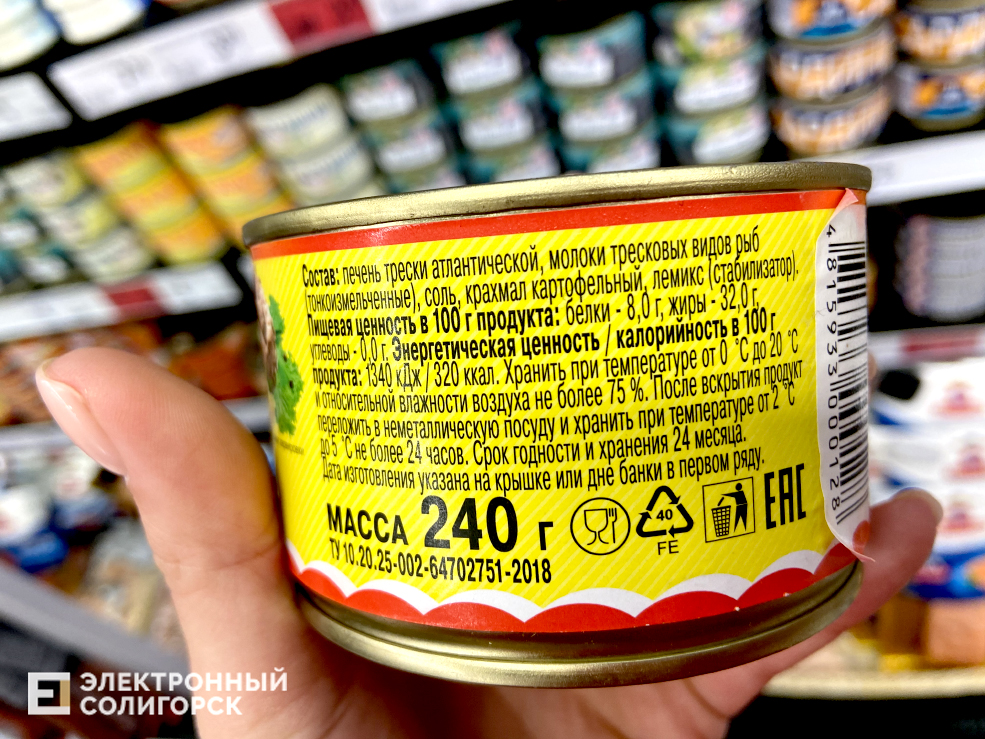 Состав: печень трески атлантической, молоки тресковых видов рыб
(тонкоизмельченные), соль, крахмал картофельный, лемикс (стабилизатор).
Пищевая ценность в 100 г продукта: белки - 8,0 г, жиры - 32,0 г,
углеводы - 0,0 г. Энергетическая ценность / калорийность в 100 г
продукта: 1340 кДж / 320 ккал. Хранить при температуре от 0 °С до 20 °С
и относительной влажности воздуха не более 75 %. После вскрытия продукт
переложить в неметаллическую посуду и хранить при температуре от 2 °С
до 5 °С не более 24 часов. Срок годности и хранения 24 месяца.
Дата изготовления указана на крышке или дне банки в первом ряду.
МАССА 240 г
ТУ 10.20.25-002-64702751-2018
40
FE
EAC
4 815933 000128
ЭЛЕКТРОННЫЙ
СОЛИГОРСК